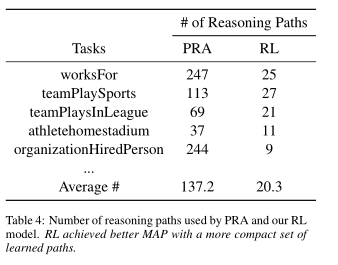 # of Reasoning Paths
Tasks PRA RL
worksFor 247 25
teamPlaySports 113 27
teamPlaysInLeague 69 21
athletehomestadium 37 11
organizationHiredPerson 244 9
...
Average # 137.2 20.3
Table 4: Number of reasoning paths used by PRA and our RL
model. RL achieved better MAP with a more compact set of
learned paths.